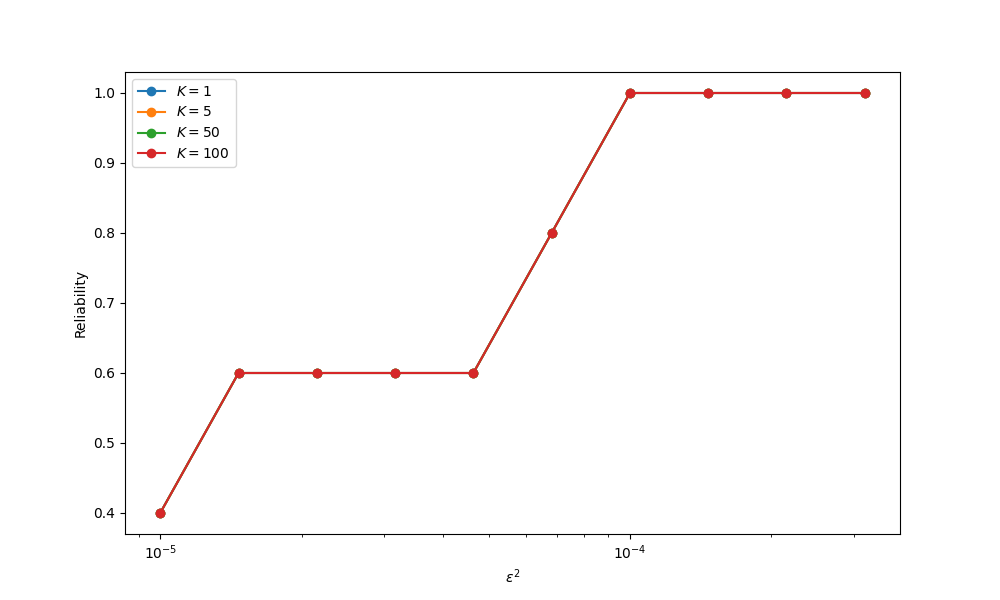 K = 1
K = 5
K = 50
K = 100
1.0
0.9
0.8
0.7
0.6
0.5
0.4
Reliability
10⁻⁵
10⁻⁴
ε²